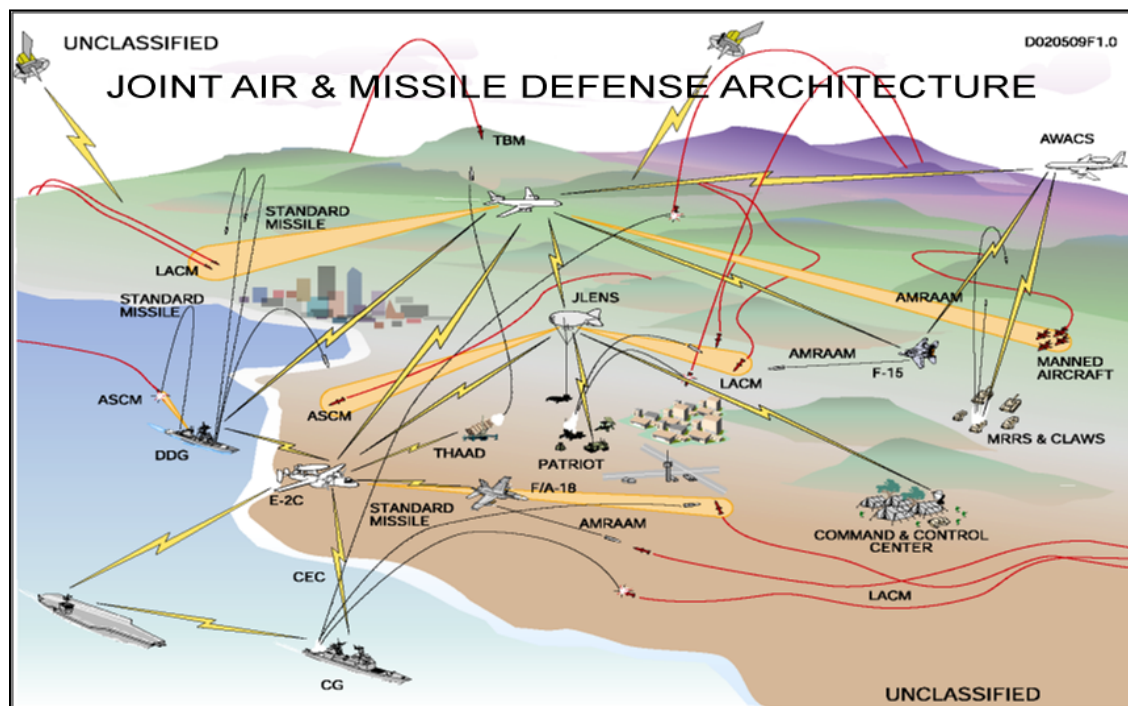 UNCLASSIFIED
D020509F1.0
JOINT AIR & MISSILE DEFENSE ARCHITECTURE
TBM
AWACS
STANDARD
MISSILE
LACM
STANDARD
MISSILE
JLENS
AMRAAM
AMRAAM
F-15
MANNED
AIRCRAFT
LACM
ASCM
ASCM
DDG
THAAD
PATRIOT
MRRS & CLAWS
E-2C
F/A-18
STANDARD
MISSILE
AMRAAM
COMMAND & CONTROL
CENTER
CEC
LACM
CG
UNCLASSIFIED